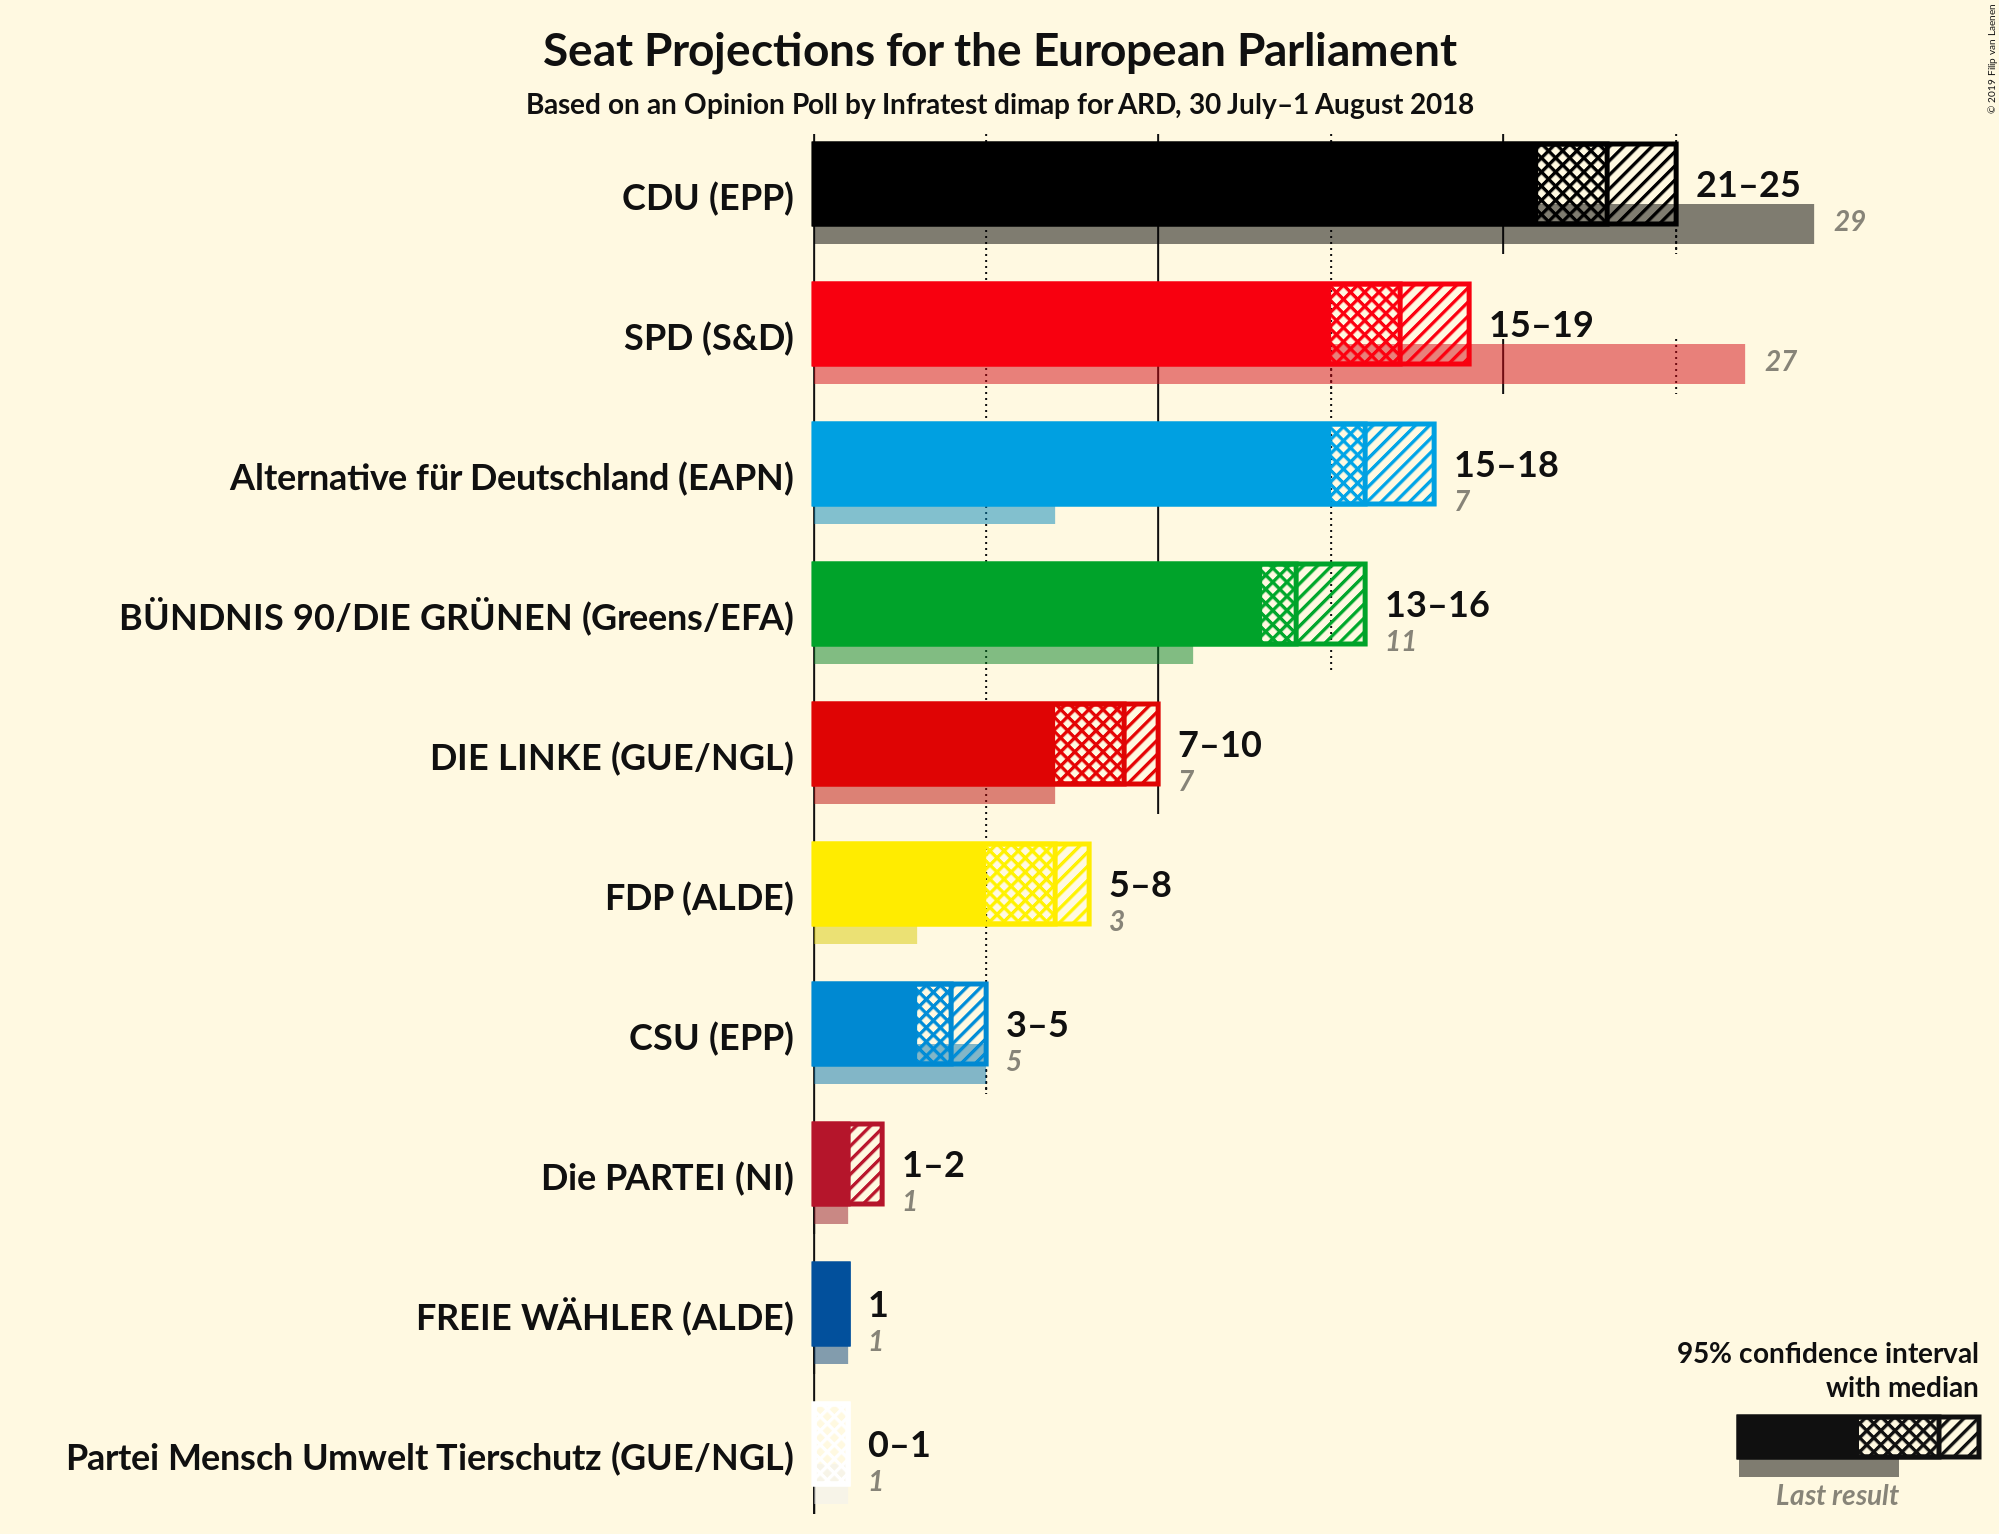 Seat Projections for the European Parliament
Based on an Opinion Poll by Infratest dimap for ARD, 30 July–1 August 2018
© 2019 Filip van Laenen
CDU (EPP)
21–25
29
SPD (S&D)
15–19
27
Alternative für Deutschland (EAPN)
15–18
7
BÜNDNIS 90/DIE GRÜNEN (Greens/EFA)
13–16
11
DIE LINKE (GUE/NGL)
7–10
7
FDP (ALDE)
5–8
3
CSU (EPP)
3–5
5
Die PARTEI (NI)
1–2
1
FREIE WÄHLER (ALDE)
1
1
Partei Mensch Umwelt Tierschutz (GUE/NGL)
0–1
1
95% confidence interval
with median
Last result